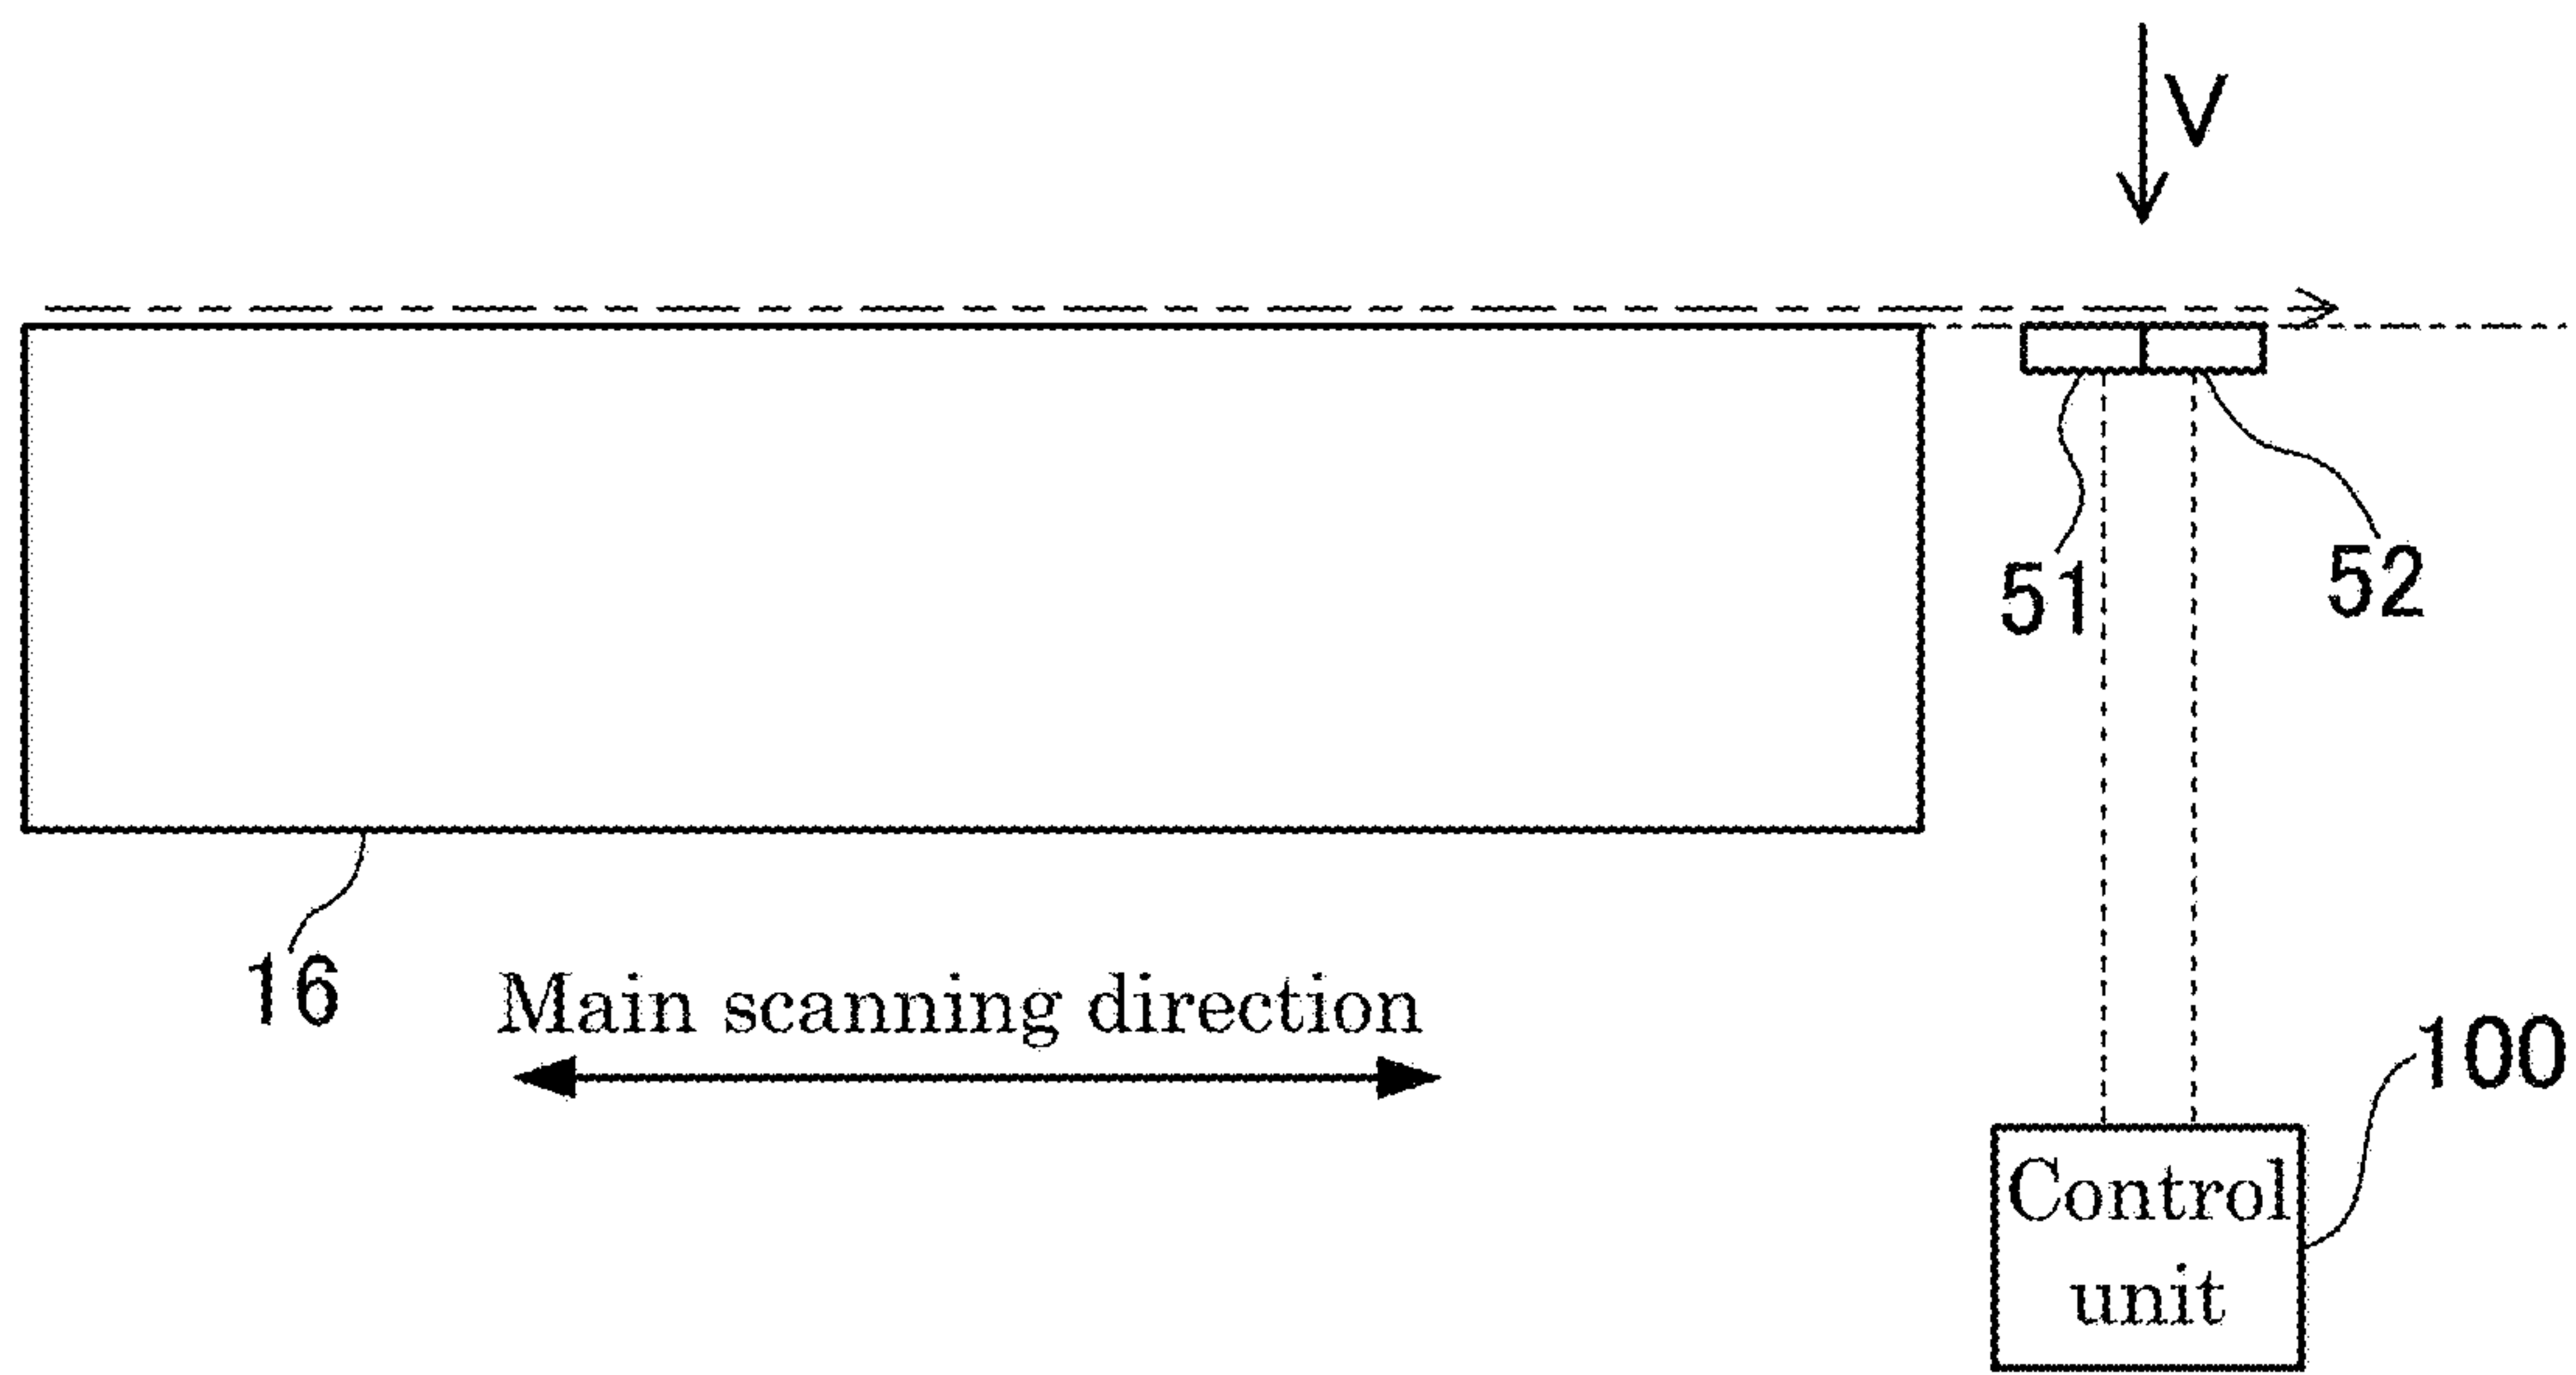 V
51
52
16
Main scanning direction
100
Control
unit